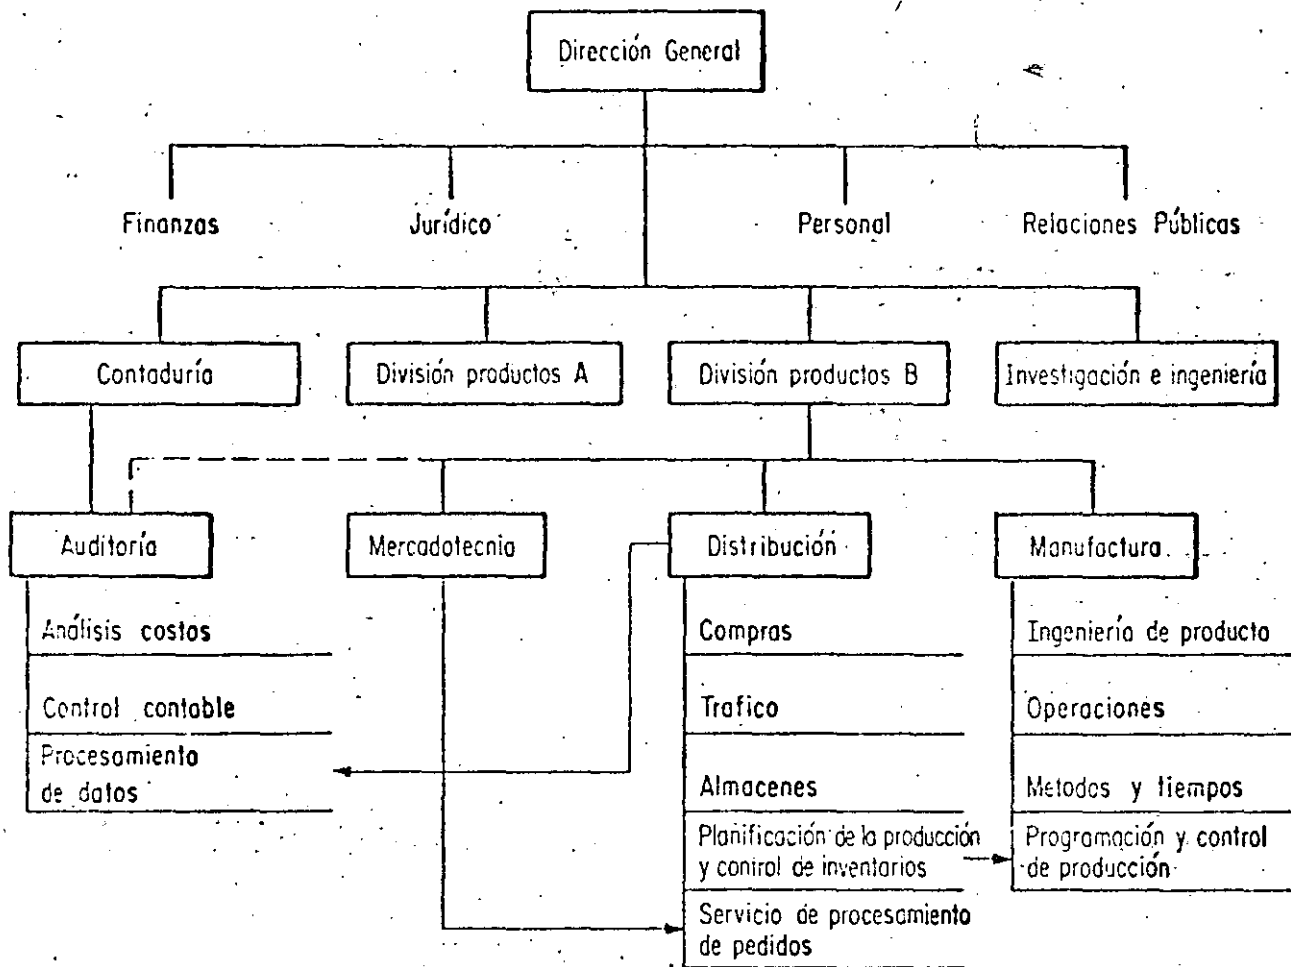 Dirección General
Finanzas
Jurídico
Personal
Relaciones Públicas
Contaduría
División productos A
División productos B
Investigación e ingeniería
Auditoría
Mercadotecnia
Distribución
Manufactura
Análisis costos
Control contable
Procesamiento
de datos
Compras
Trafico
Almacenes
Planificación de la producción
y control de inventarios
Servicio de procesamiento
de pedidos
Ingeniería de producto
Operaciones
Metodos y tiempos
Programación y control
de producción